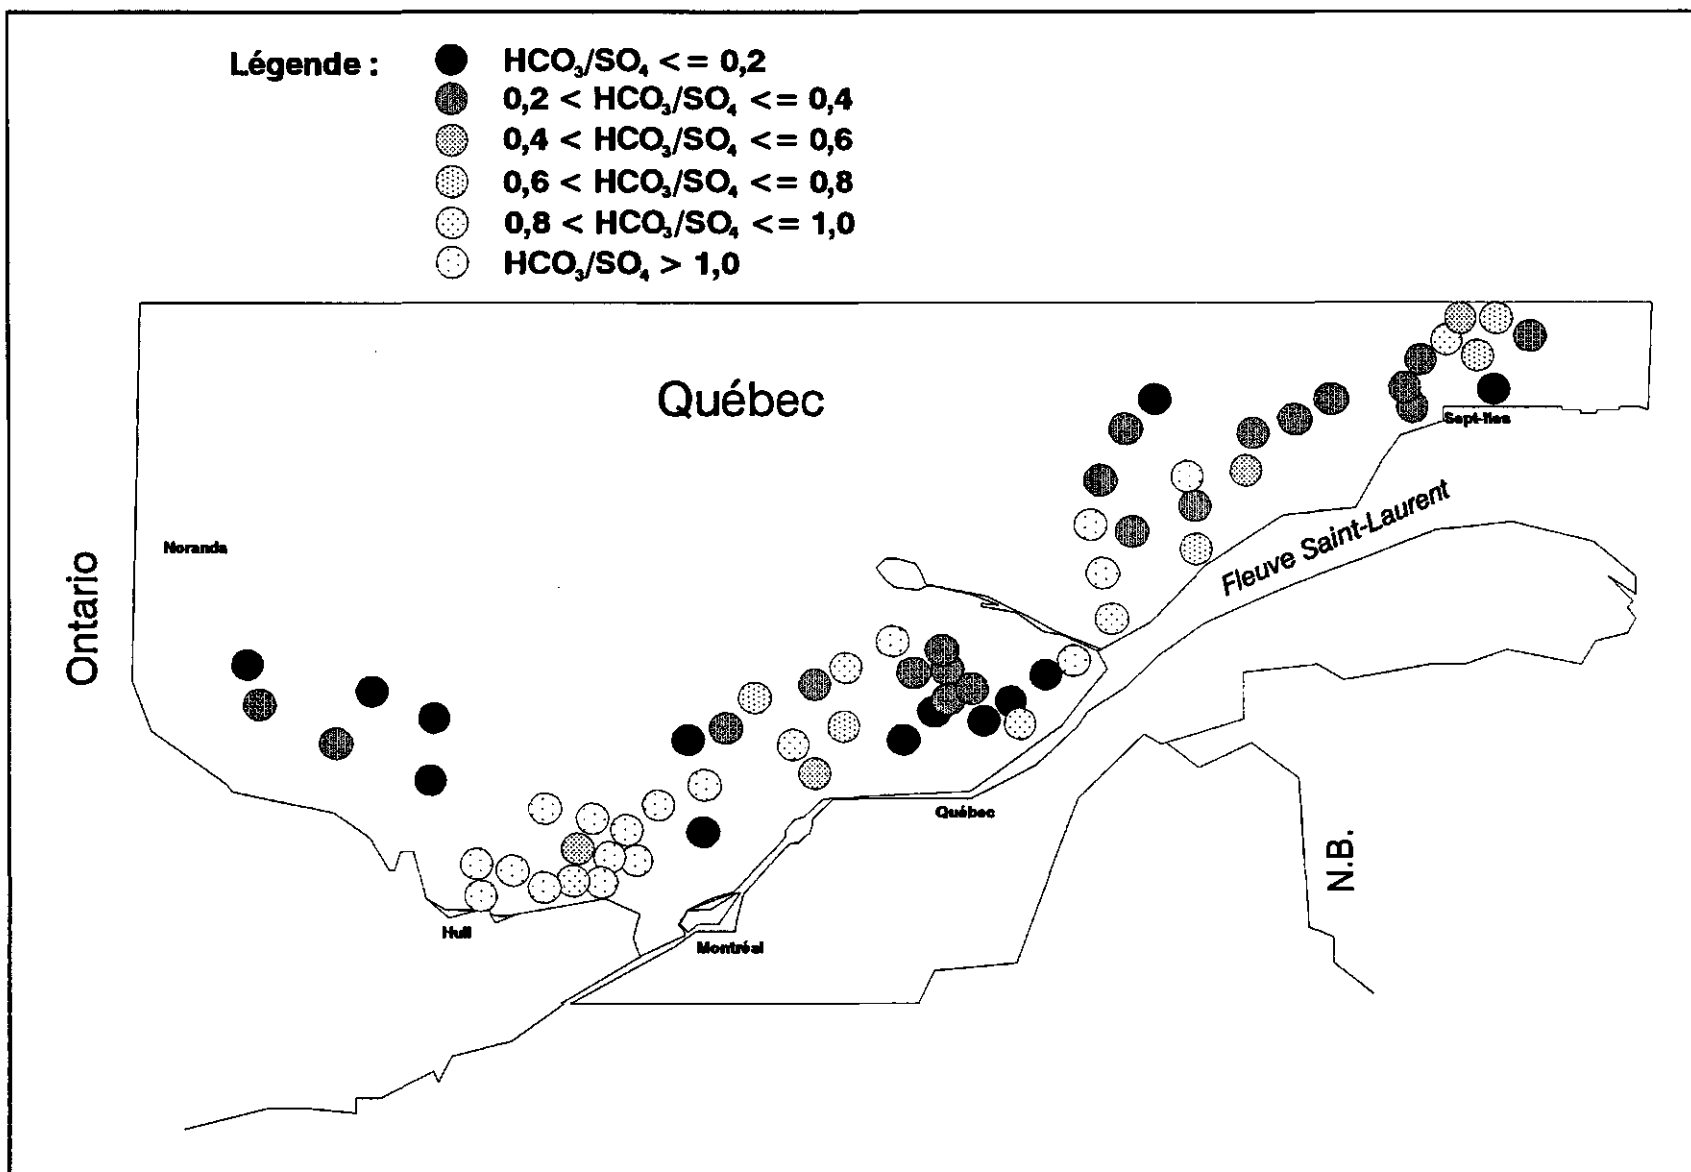 Légende :
HCO₃/SO₄ <= 0,2
0,2 < HCO₃/SO₄ <= 0,4
0,4 < HCO₃/SO₄ <= 0,6
0,6 < HCO₃/SO₄ <= 0,8
0,8 < HCO₃/SO₄ <= 1,0
HCO₃/SO₄ > 1,0
Québec
Sept-Iles
Fleuve Saint-Laurent
Noranda
Ontario
Québec
N.B.
Hull
Montréal